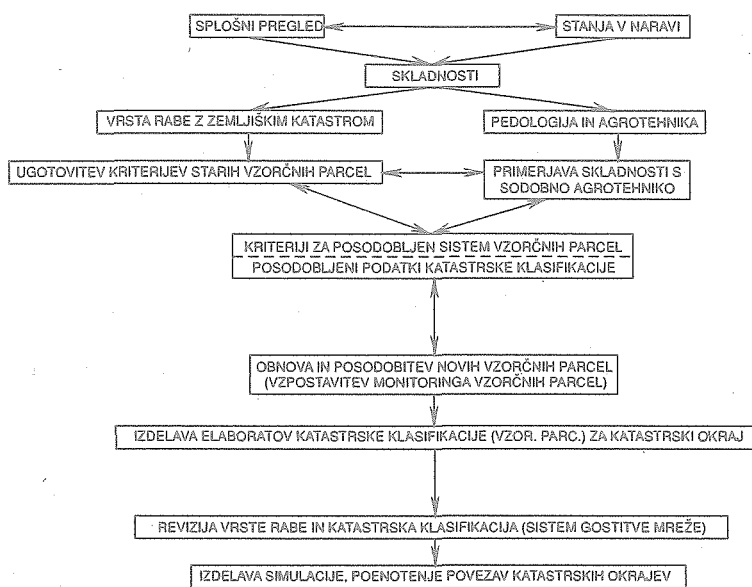 SPLOŠNI PREGLED
STANJA V NARAVI
SKLADNOSTI
VRSTA RABE Z ZEMLJIŠKIM KATASTROM
PEDOLOGIJA IN AGROTEHNIKA
UGOTOVITEV KRITERIJEV STARIH VZORČNIH PARCEL
PRIMERJAVA SKLADNOSTI S
SODOBNO AGROTEHNIKO
KRITERIJI ZA POSODOBLJEN SISTEM VZORČNIH PARCEL
POSODOBLJENI PODATKI KATASTRSKE KLASIFIKACIJE
OBNOVA IN POSODOBITEV NOVIH VZORČNIH PARCEL
(VZPOSTAVITEV MONITORINGA VZORČNIH PARCEL)
IZDELAVA ELABORATOV KATASTRSKE KLASIFIKACIJE (VZOR. PARC.) ZA KATASTRSKI OKRAJ
REVIZIJA VRSTE RABE IN KATASTRSKA KLASIFIKACIJA (SISTEM GOSTITVE MREŽE)
IZDELAVA SIMULACIJE, POENOTENJE POVEZAV KATASTRSKIH OKRAJEV